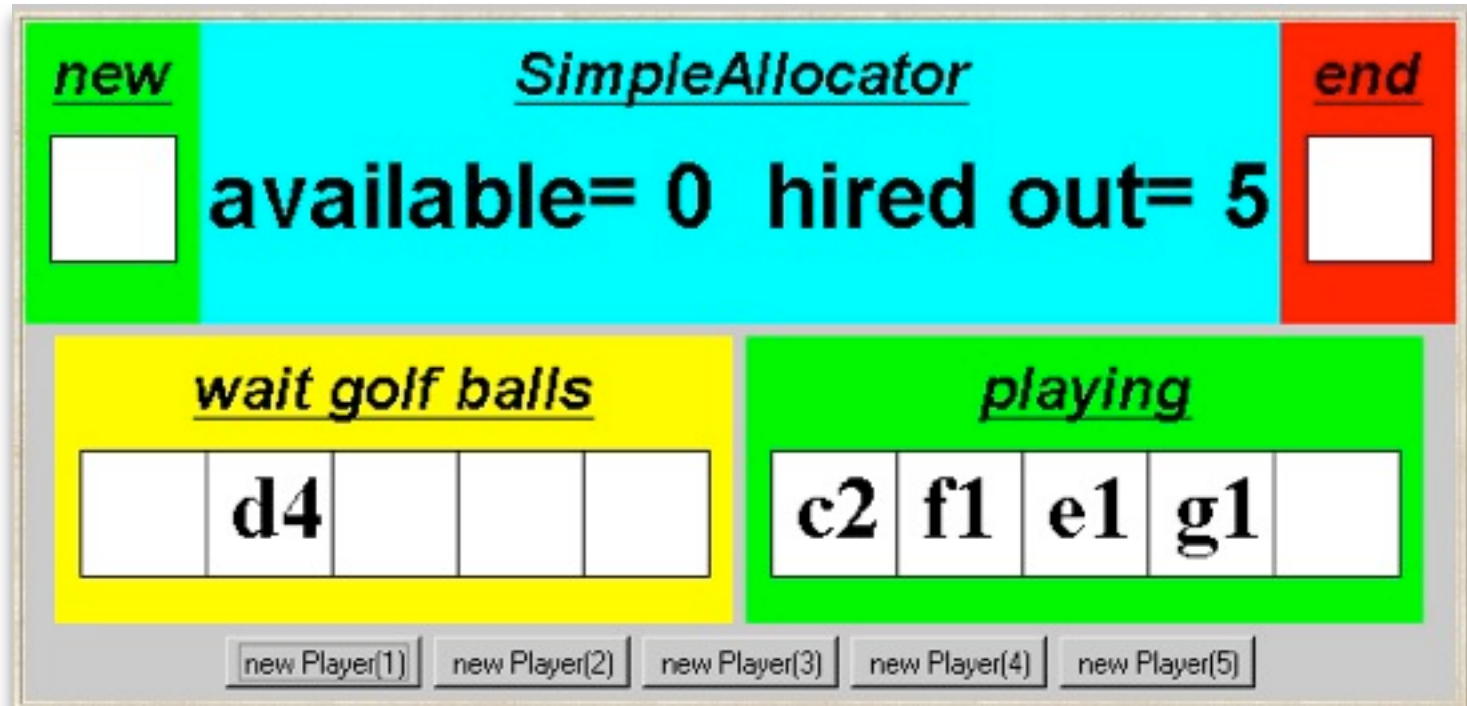 new SimpleAllocator end
available= 0 hired out= 5
wait golf balls playing
d4 c2 f1 e1 g1
new Player(1) new Player(2) new Player(3) new Player(4) new Player(5)